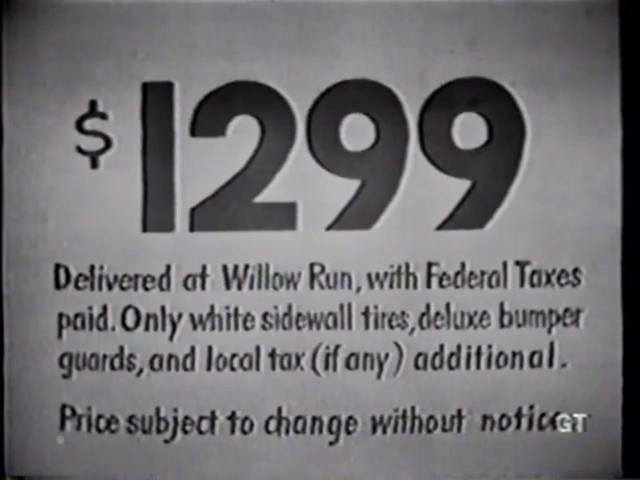 $1299
Delivered at Willow Run, with Federal Taxes
paid. Only white sidewall tires, deluxe bumper
guards, and local tax (if any) additional.
Price subject to change without notice
GT